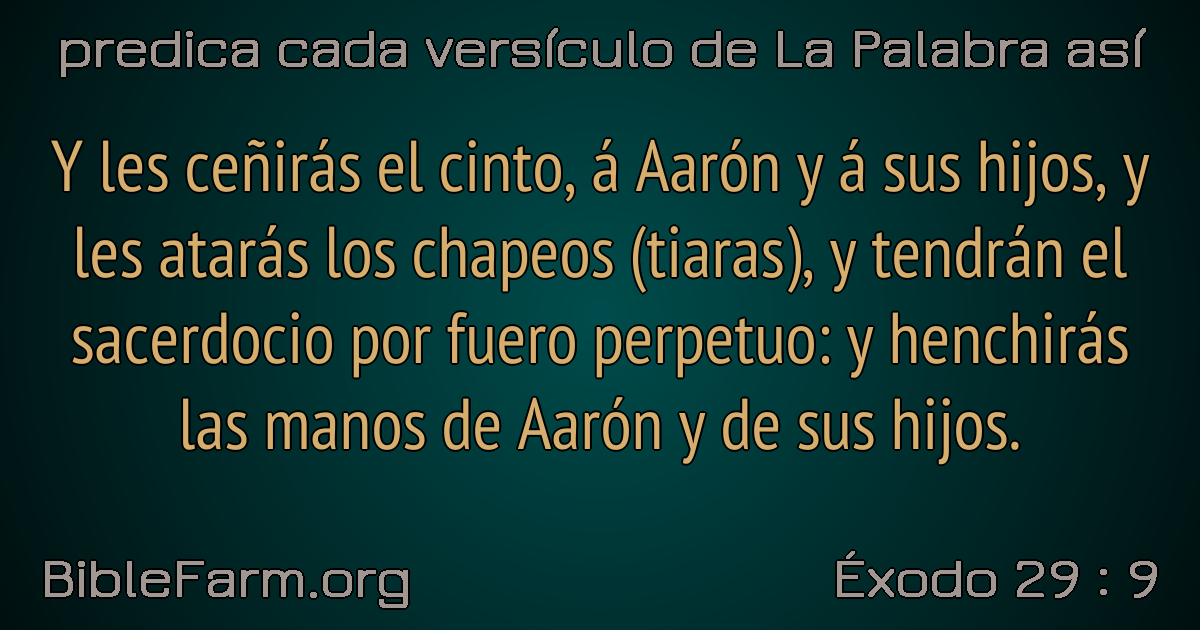 predica cada versículo de La Palabra así
Y les ceñirás el cinto, á Aarón y á sus hijos, y
les atarás los chapeos (tiaras), y tendrán el
sacerdocio por fuero perpetuo: y henchirás
las manos de Aarón y de sus hijos.
BibleFarm.org
Éxodo 29 : 9